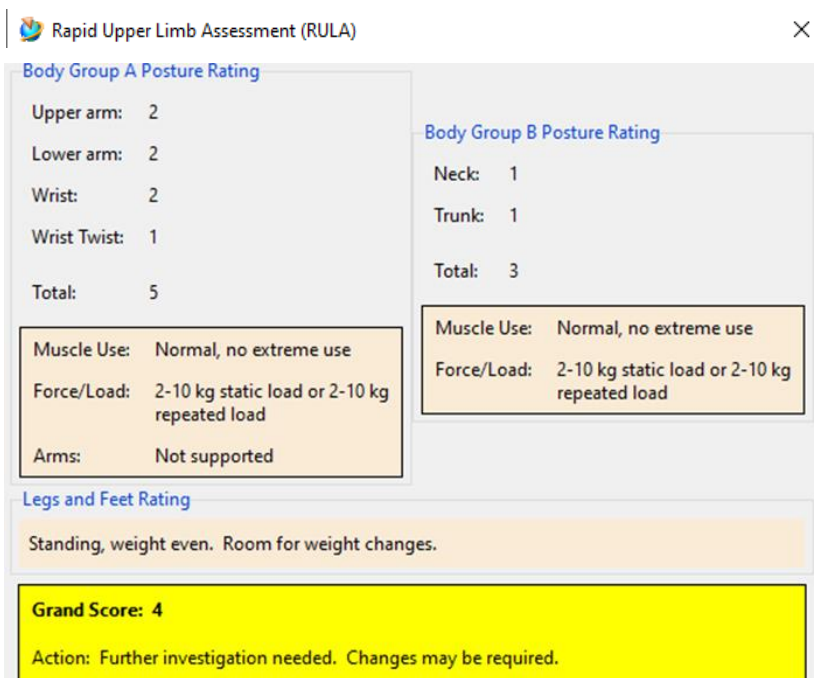 Rapid Upper Limb Assessment (RULA)
Body Group A Posture Rating
Upper arm: 2
Lower arm: 2
Wrist: 2
Wrist Twist: 1
Total: 5
Muscle Use: Normal, no extreme use
Force/Load: 2-10 kg static load or 2-10 kg
repeated load
Arms: Not supported
Body Group B Posture Rating
Neck: 1
Trunk: 1
Total: 3
Muscle Use: Normal, no extreme use
Force/Load: 2-10 kg static load or 2-10 kg
repeated load
Legs and Feet Rating
Standing, weight even. Room for weight changes.
Grand Score: 4
Action: Further investigation needed. Changes may be required.